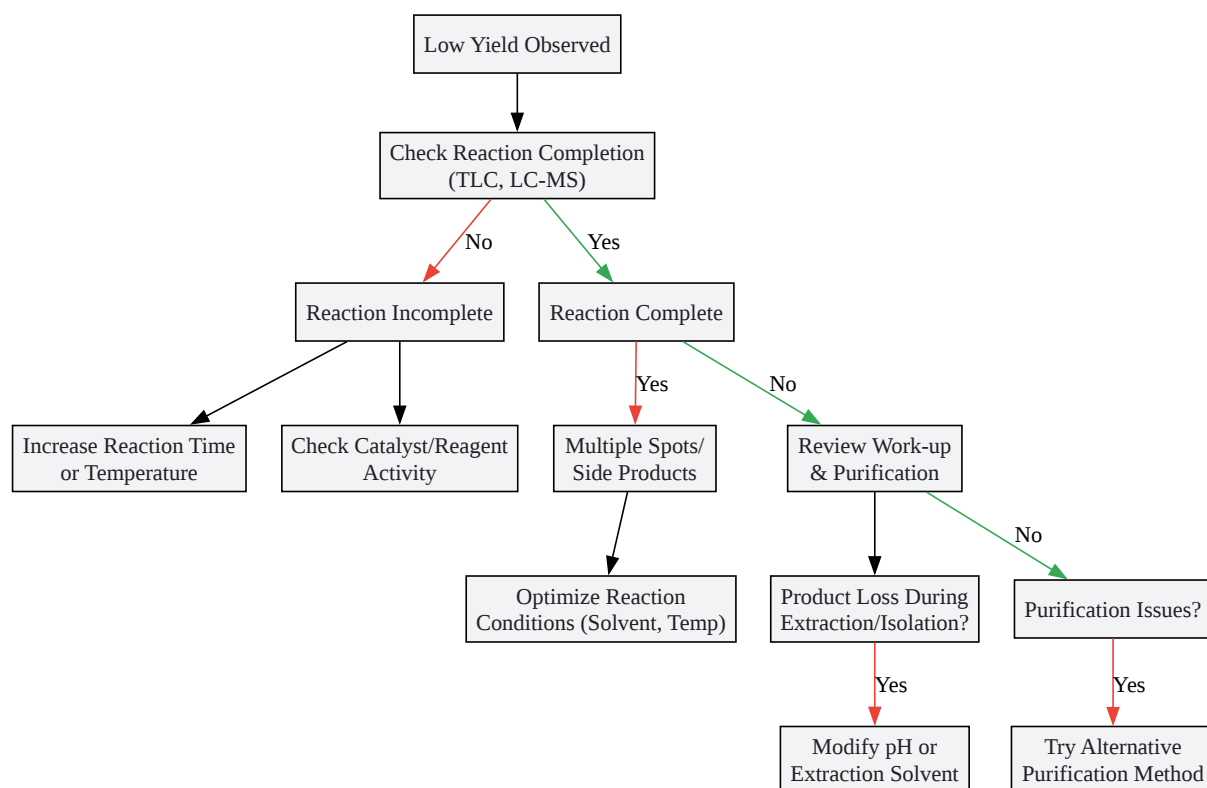 Low Yield Observed
Check Reaction Completion
(TLC, LC-MS)
No
Yes
Reaction Incomplete
Reaction Complete
Yes
No
Increase Reaction Time
or Temperature
Check Catalyst/Reagent
Activity
Multiple Spots/
Side Products
Review Work-up
& Purification
No
Optimize Reaction
Conditions (Solvent, Temp)
Product Loss During
Extraction/Isolation?
Purification Issues?
Yes
Yes
Modify pH or
Extraction Solvent
Try Alternative
Purification Method